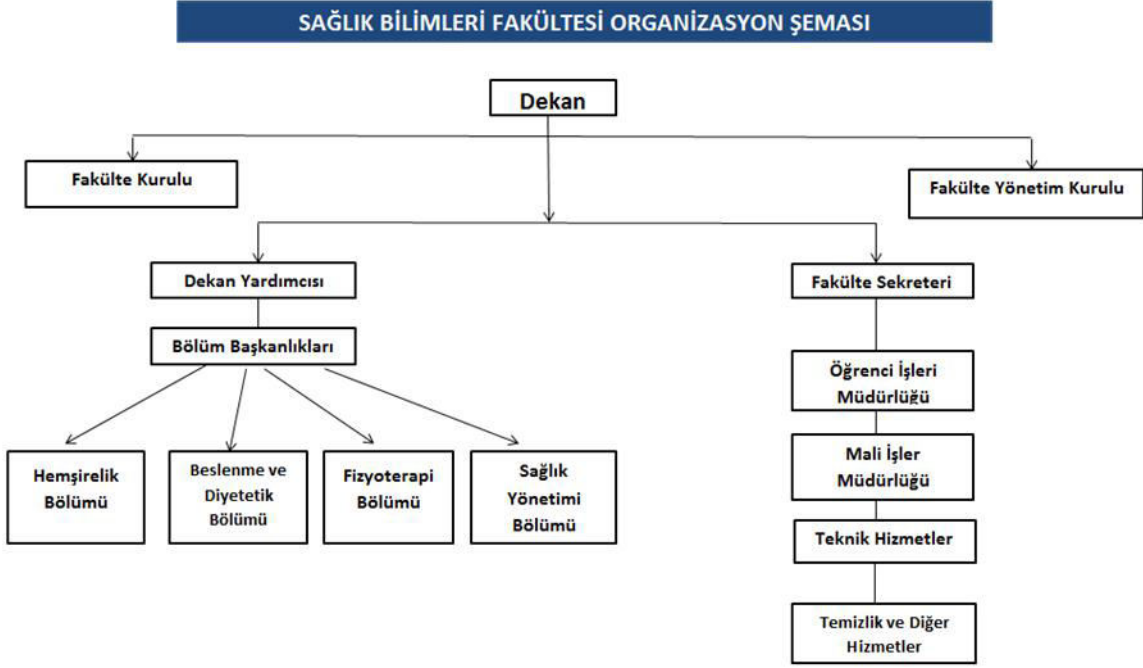 SAĞLIK BİLİMLERİ FAKÜLTESİ ORGANİZASYON ŞEMASI
Dekan
Fakülte Kurulu
Fakülte Yönetim Kurulu
Dekan Yardımcısı
Fakülte Sekreteri
Bölüm Başkanlıkları
Öğrenci İşleri
Müdürlüğü
Hemşirelik
Bölümü
Beslenme ve
Diyetetik
Bölümü
Fizyoterapi
Bölümü
Sağlık
Yönetimi
Bölümü
Mali İşler
Müdürlüğü
Teknik Hizmetler
Temizlik ve Diğer
Hizmetler